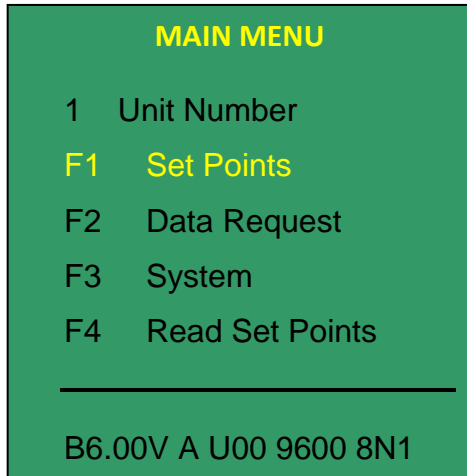 MAIN MENU
1 Unit Number
F1 Set Points
F2 Data Request
F3 System
F4 Read Set Points
B6.00V A U00 9600 8N1